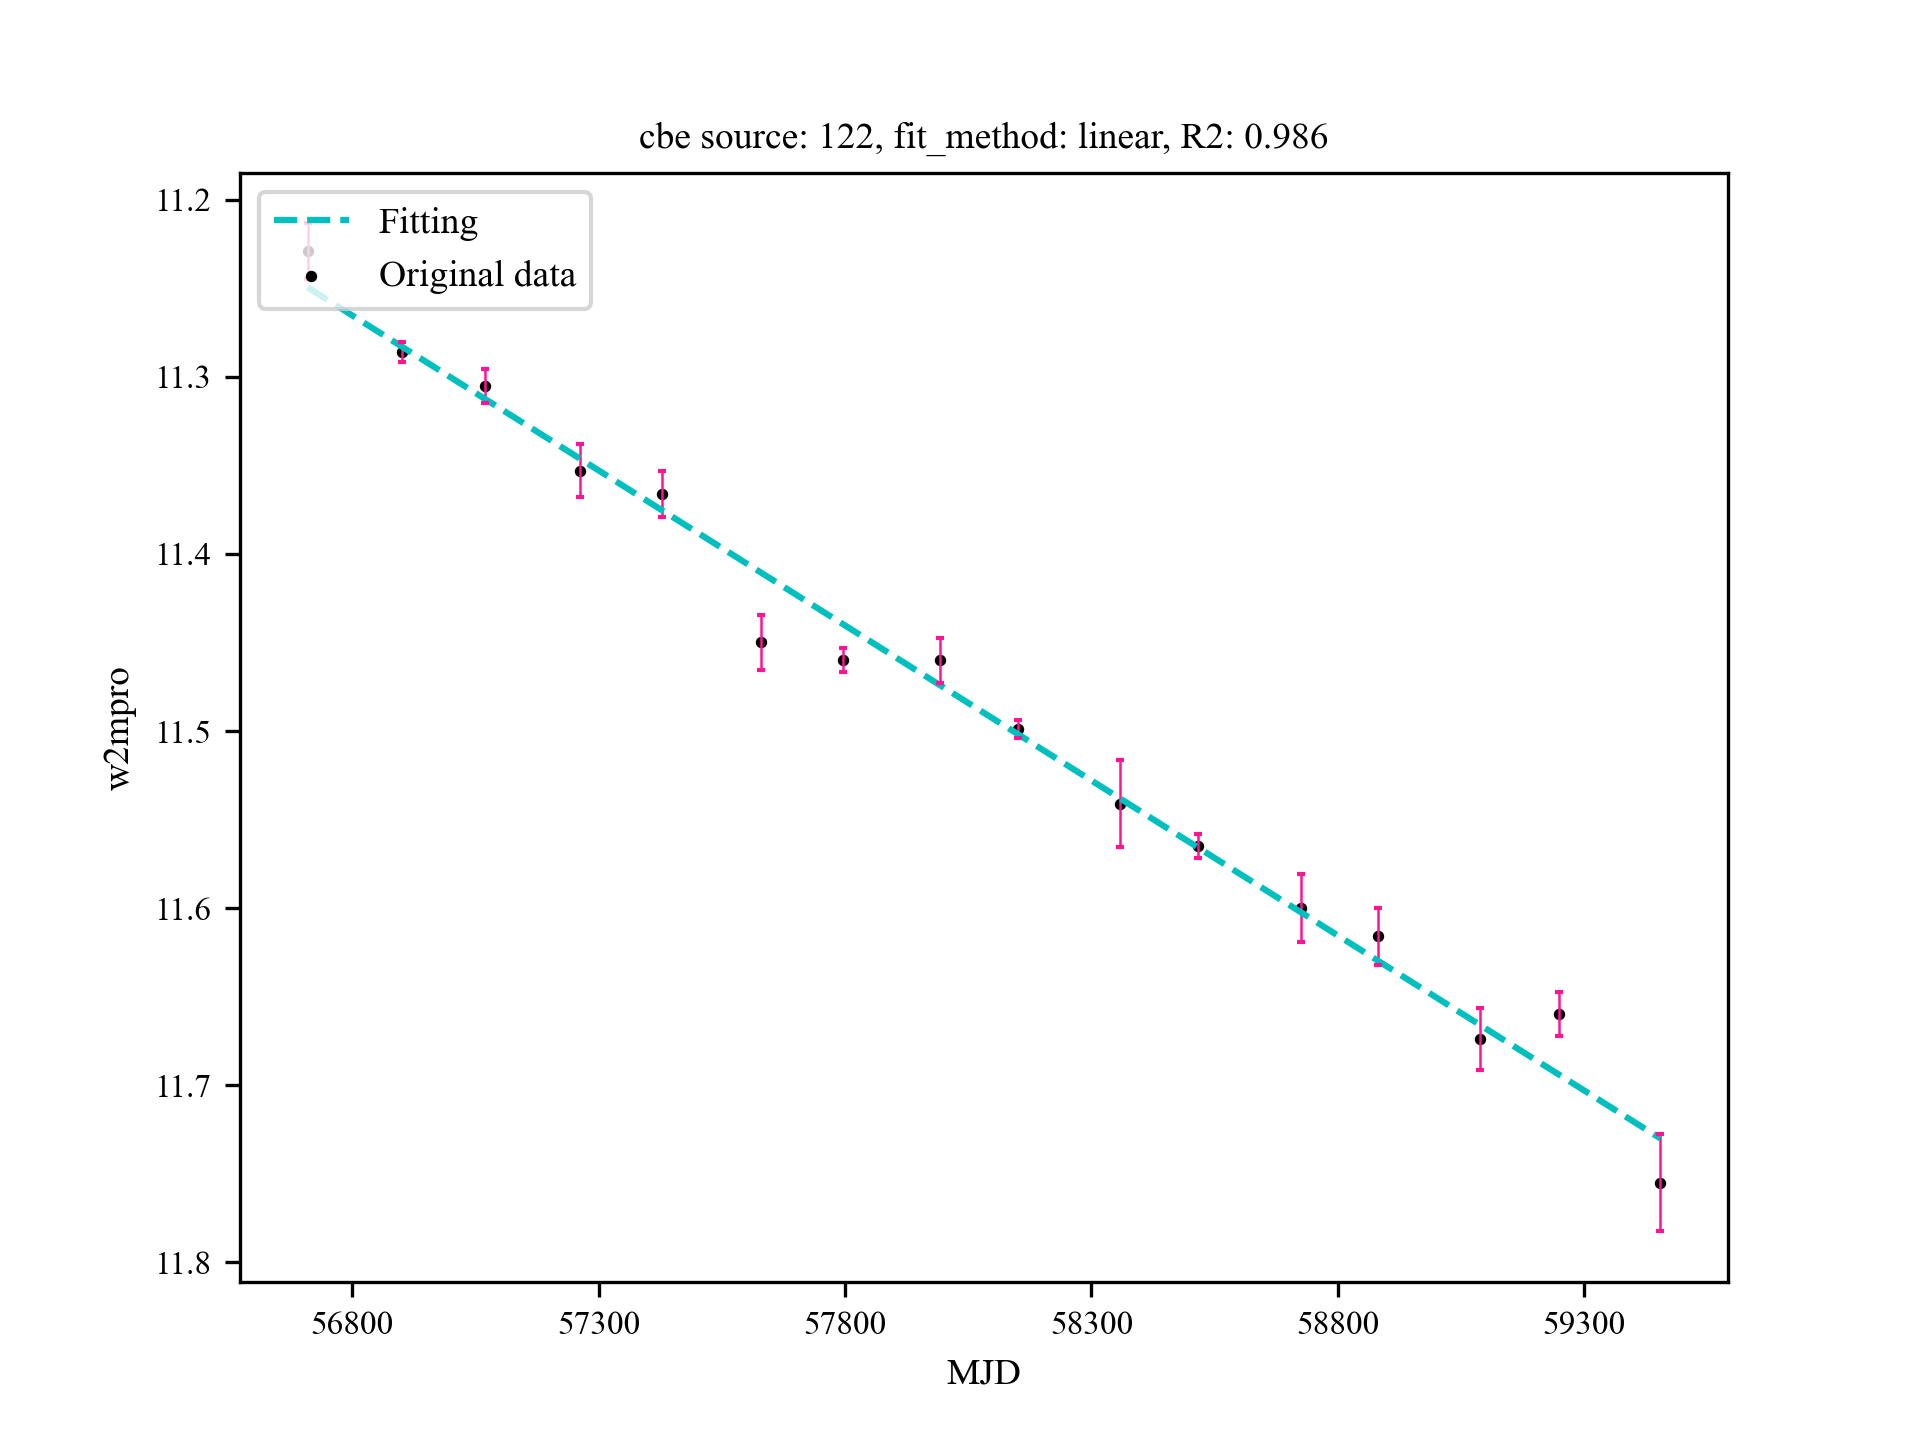 cbe source: 122, fit_method: linear, R2: 0.986
Fitting
Original data
11.2
11.3
11.4
11.5
11.6
11.7
11.8
w2mpro
56800 57300 57800 58300 58800 59300
MJD